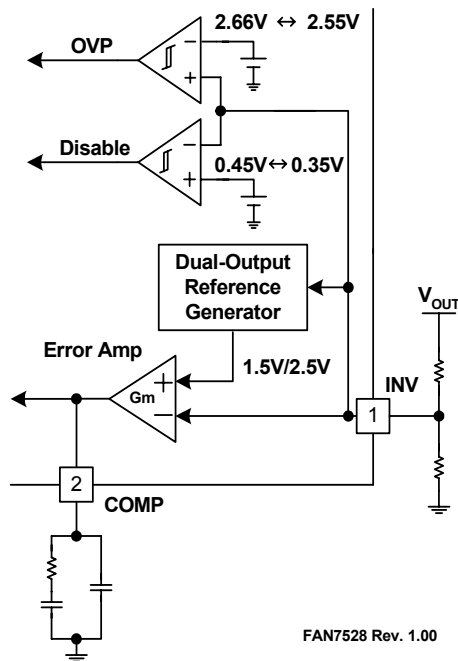 2.66V ↔ 2.55V
OVP
Disable
0.45V↔0.35V
Dual-Output
Reference
Generator
V_OUT
Error Amp
1.5V/2.5V
INV
Gm
1
2
COMP
FAN7528 Rev. 1.00